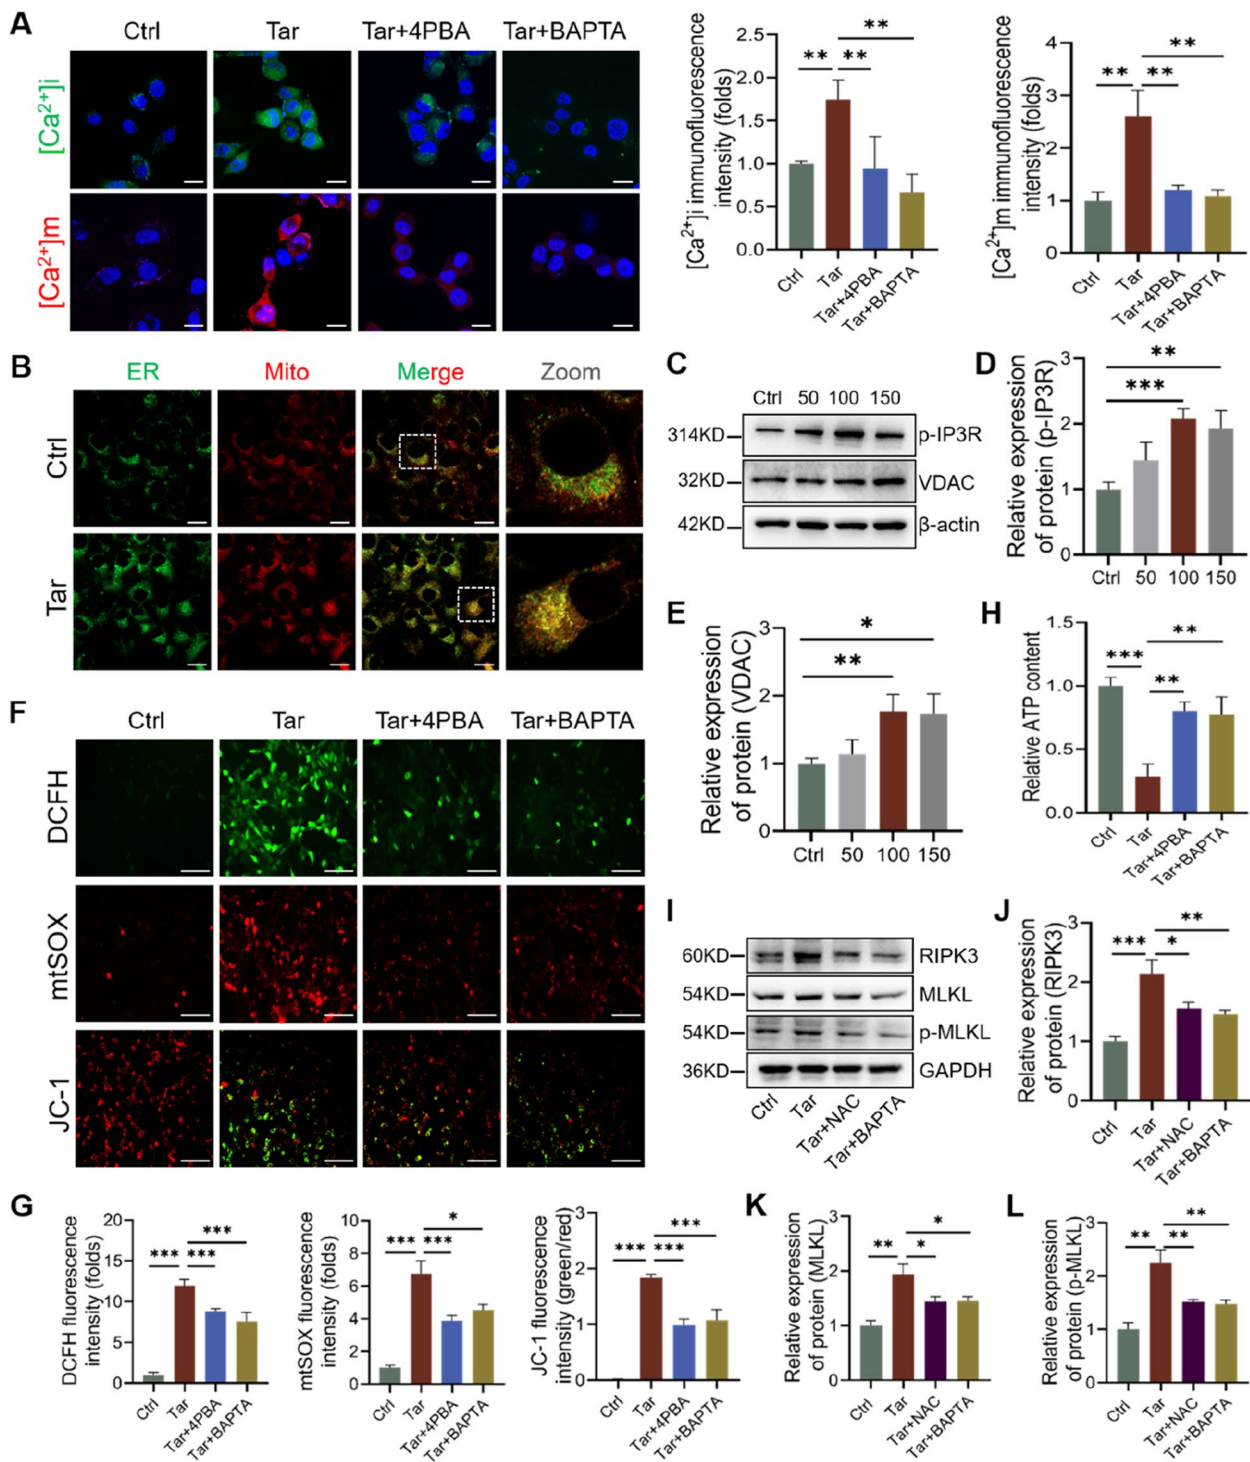 A
Ctrl
Tar
Tar+4PBA
Tar+BAPTA
[Ca²⁺]i
[Ca²⁺]m
[Ca²⁺]i immunofluorescence
intensity (folds)
2.5
2.0
1.5
1.0
0.5
0.0
**
** **
Ctrl
Tar
Tar+4PBA
Tar+BAPTA
[Ca²⁺]m immunofluorescence
intensity (folds)
4
3
2
1
0
**
** **
Ctrl
Tar
Tar+4PBA
Tar+BAPTA
B
ER
Mito
Merge
Zoom
Ctrl
Tar
C
Ctrl 50 100 150
314KD
p-IP3R
32KD
VDAC
42KD
β-actin
D
Relative expression
of protein (p-IP3R)
3
2
1
0
**
***
Ctrl 50 100 150
E
Relative expression
of protein (VDAC)
3
2
1
0
*
**
Ctrl 50 100 150
H
Relative ATP content
1.5
1.0
0.5
0.0
**
***
**
Ctrl
Tar
Tar+4PBA
Tar+BAPTA
F
Ctrl
Tar
Tar+4PBA
Tar+BAPTA
DCFH
mtSOX
JC-1
I
60KD
RIPK3
54KD
MLKL
54KD
p-MLKL
36KD
GAPDH
Ctrl
Tar
Tar+NAC
Tar+BAPTA
J
Relative expression
of protein (RIPK3)
3
2
1
0
**
*** *
Ctrl
Tar
Tar+NAC
Tar+BAPTA
G
DCFH fluorescence
intensity (folds)
20
15
10
5
0
***
*** ***
Ctrl
Tar
Tar+4PBA
Tar+BAPTA
mtSOX fluorescence
intensity (folds)
10
8
6
4
2
0
*
*** ***
Ctrl
Tar
Tar+4PBA
Tar+BAPTA
JC-1 fluorescence
intensity (green/red)
3
2
1
0
***
*** ***
Ctrl
Tar
Tar+4PBA
Tar+BAPTA
K
Relative expression
of protein (MLKL)
3
2
1
0
*
** *
Ctrl
Tar
Tar+NAC
Tar+BAPTA
L
Relative expression
of protein (p-MLKL)
3
2
1
0
**
** **
Ctrl
Tar
Tar+NAC
Tar+BAPTA